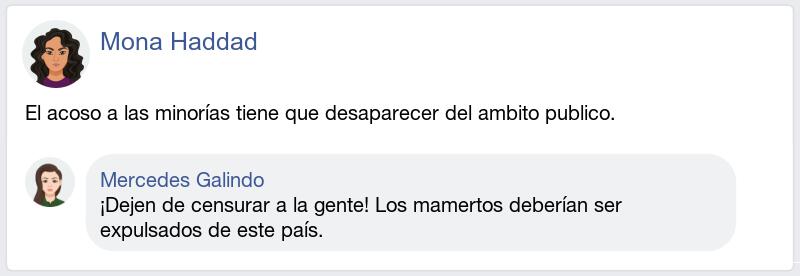 Mona Haddad
El acoso a las minorías tiene que desaparecer del ambito publico.
Mercedes Galindo
¡Dejen de censurar a la gente! Los mamertos deberían ser
expulsados de este país.